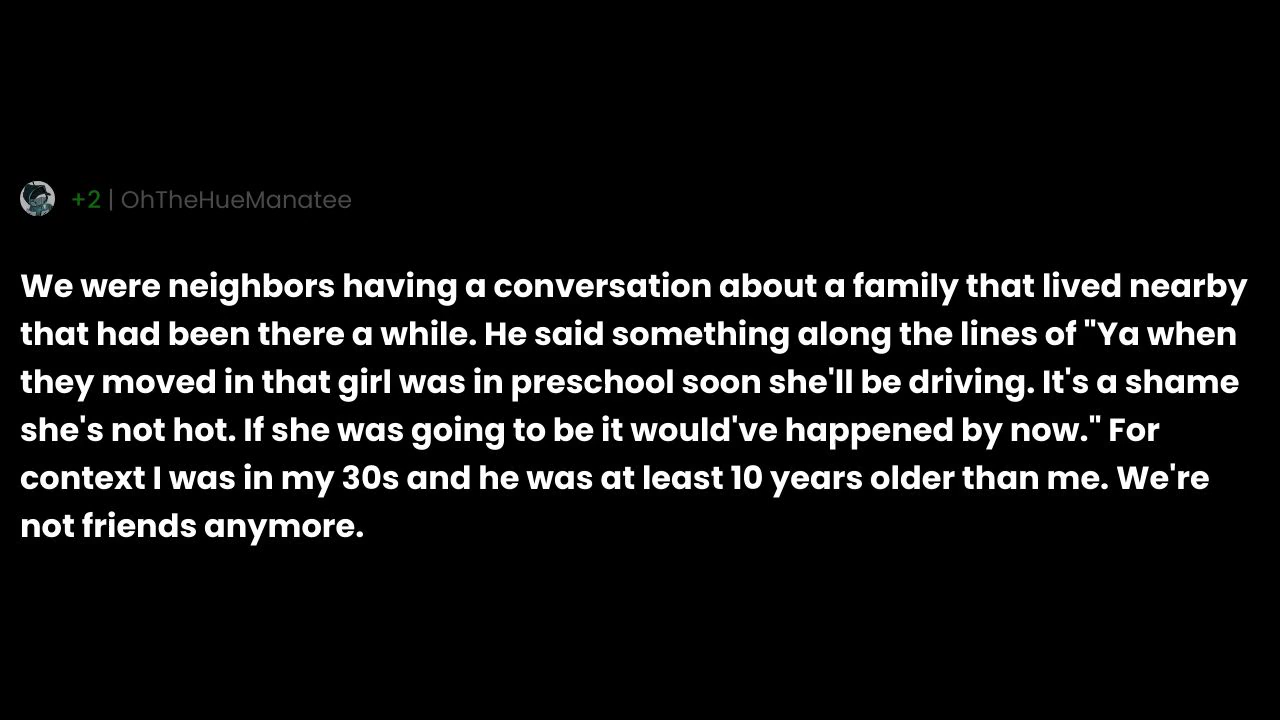 +2 | OhTheHueManatee
We were neighbors having a conversation about a family that lived nearby
that had been there a while. He said something along the lines of "Ya when
they moved in that girl was in preschool soon she'll be driving. It's a shame
she's not hot. If she was going to be it would've happened by now." For
context I was in my 30s and he was at least 10 years older than me. We're
not friends anymore.